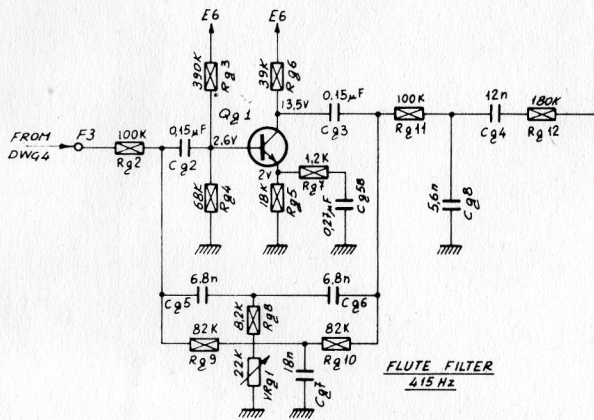 E6 E6
390K Rg3 39K Rg6
Qg1 13,5V 0,15µF
Cg3
100K Rg11
12n Cg4
180K Rg12
FROM DWG4
F3
100K Rg2
0,15µF Cg2
2.6V
2V
1,2K Rg7
68K Rg4
18K Rg5
0,27µF Cg5B
5,6n Cg8
6.8n Cg5
6,8n Cg6
8,2K Rg8
82K Rg9
82K Rg10
22K VRg1
18n Cg7
FLUTE FILTER
415 Hz